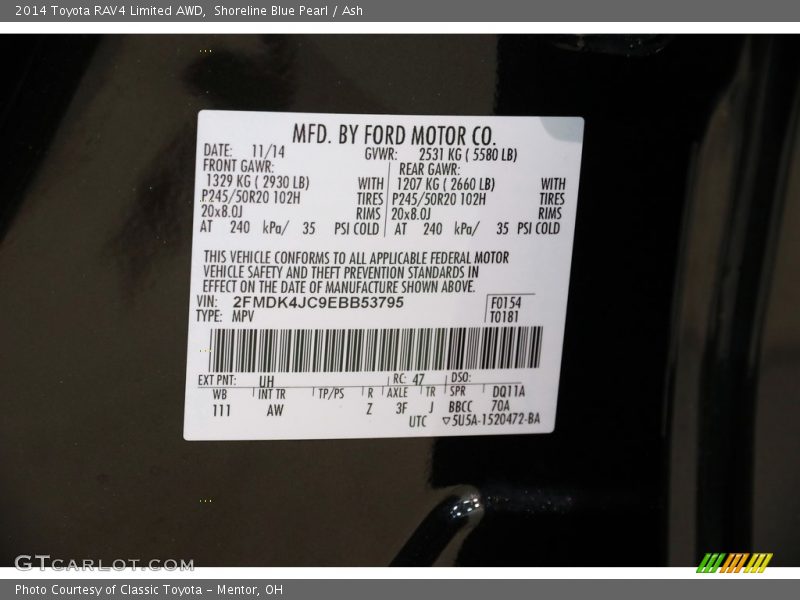 2014 Toyota RAV4 Limited AWD, Shoreline Blue Pearl / Ash
MFD. BY FORD MOTOR CO.
DATE: 11/14 GVWR: 2531 KG ( 5580 LB)
FRONT GAWR: REAR GAWR:
1329 KG ( 2930 LB) WITH 1207 KG ( 2660 LB) WITH
P245/50R20 102H TIRES P245/50R20 102H TIRES
20x8.0J RIMS 20x8.0J RIMS
AT 240 kPa/ 35 PSI COLD AT 240 kPa/ 35 PSI COLD
THIS VEHICLE CONFORMS TO ALL APPLICABLE FEDERAL MOTOR
VEHICLE SAFETY AND THEFT PREVENTION STANDARDS IN
EFFECT ON THE DATE OF MANUFACTURE SHOWN ABOVE.
VIN: 2FMDK4JC9EBB53795 F0154
TYPE: MPV T0181
EXT PNT: UH RC: 47 DSO:
WB INT TR TP/PS R AXLE TR SPR DQ11A
111 AW Z 3F J BBCC 70A
UTC ▽5U5A-1520472-BA
GTCARLOT.COM
Photo Courtesy of Classic Toyota - Mentor, OH